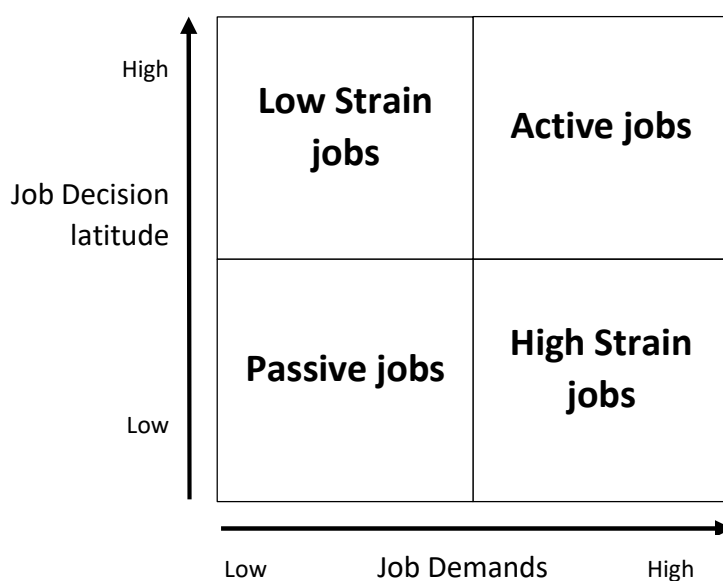 High
Low Strain
jobs
Active jobs
Job Decision
latitude
Passive jobs
High Strain
jobs
Low
Low
Job Demands
High